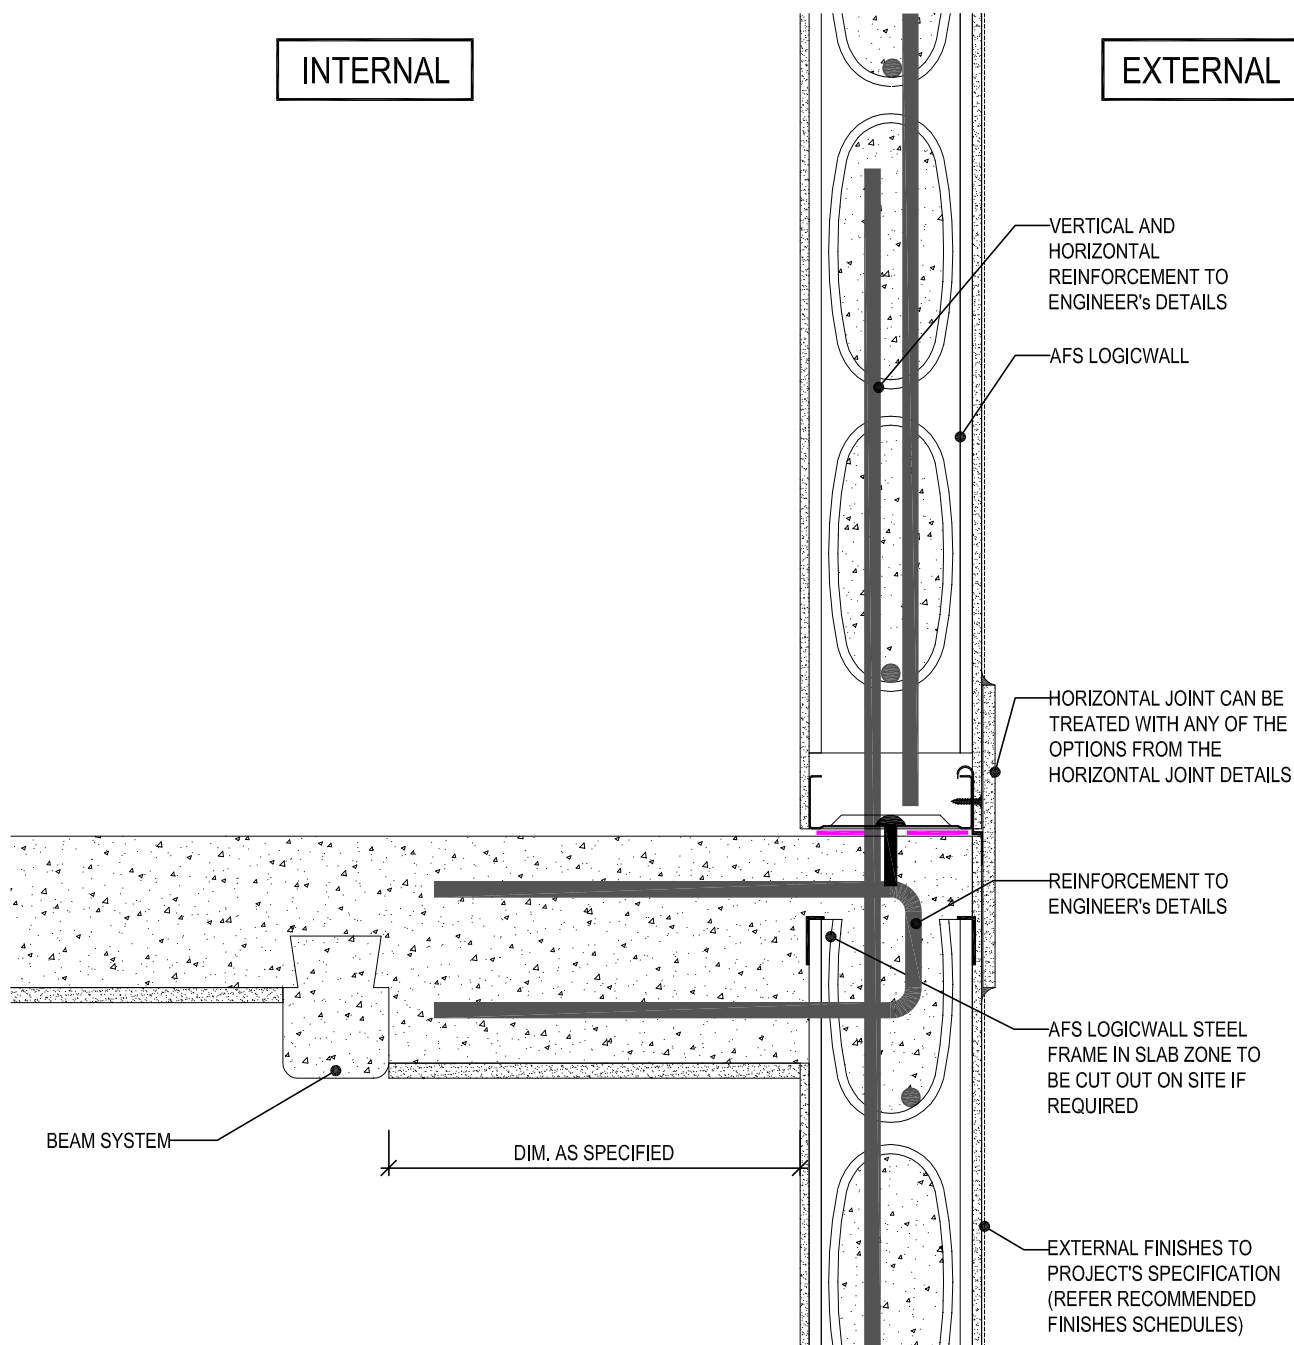 INTERNAL
EXTERNAL
VERTICAL AND
HORIZONTAL
REINFORCEMENT TO
ENGINEER's DETAILS
AFS LOGICWALL
HORIZONTAL JOINT CAN BE
TREATED WITH ANY OF THE
OPTIONS FROM THE
HORIZONTAL JOINT DETAILS
REINFORCEMENT TO
ENGINEER's DETAILS
AFS LOGICWALL STEEL
FRAME IN SLAB ZONE TO
BE CUT OUT ON SITE IF
REQUIRED
BEAM SYSTEM
DIM. AS SPECIFIED
EXTERNAL FINISHES TO
PROJECT'S SPECIFICATION
(REFER RECOMMENDED
FINISHES SCHEDULES)